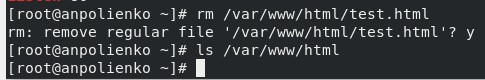 [root@anpolienko ~]# rm /var/www/html/test.html
rm: remove regular file '/var/www/html/test.html'? y
[root@anpolienko ~]# ls /var/www/html
[root@anpolienko ~]#